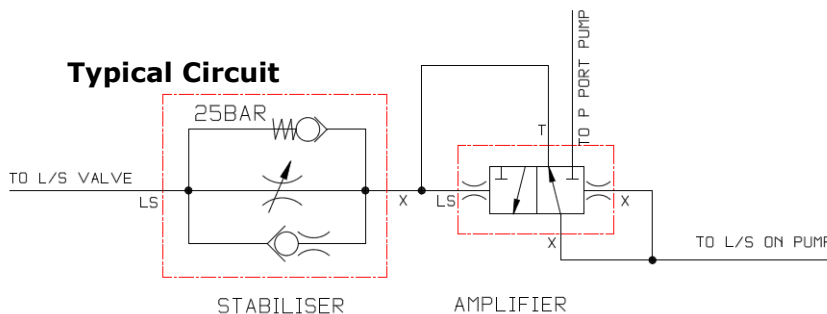 Typical Circuit
25BAR
TO P PORT PUMP
T
TO L/S VALVE
LS
X
LS
X
X
TO L/S ON PUMP
STABILISER
AMPLIFIER